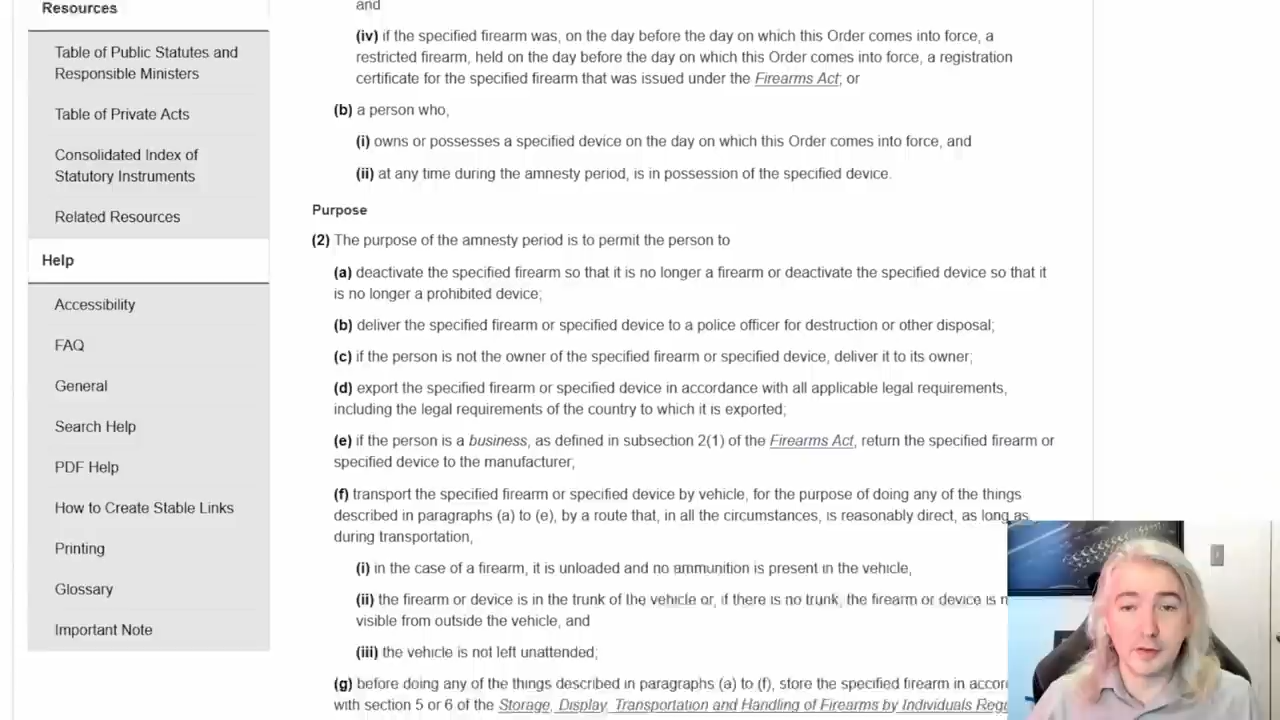 Resources
Table of Public Statutes and
Responsible Ministers
Table of Private Acts
Consolidated Index of
Statutory Instruments
Related Resources
Help
Accessibility
FAQ
General
Search Help
PDF Help
How to Create Stable Links
Printing
Glossary
Important Note
and
(iv) if the specified firearm was, on the day before the day on which this Order comes into force, a
restricted firearm, held on the day before the day on which this Order comes into force, a registration
certificate for the specified firearm that was issued under the Firearms Act; or
(b) a person who,
(i) owns or possesses a specified device on the day on which this Order comes into force, and
(ii) at any time during the amnesty period, is in possession of the specified device.
Purpose
(2) The purpose of the amnesty period is to permit the person to
(a) deactivate the specified firearm so that it is no longer a firearm or deactivate the specified device so that it
is no longer a prohibited device;
(b) deliver the specified firearm or specified device to a police officer for destruction or other disposal;
(c) if the person is not the owner of the specified firearm or specified device, deliver it to its owner;
(d) export the specified firearm or specified device in accordance with all applicable legal requirements,
including the legal requirements of the country to which it is exported;
(e) if the person is a business, as defined in subsection 2(1) of the Firearms Act, return the specified firearm or
specified device to the manufacturer;
(f) transport the specified firearm or specified device by vehicle, for the purpose of doing any of the things
described in paragraphs (a) to (e), by a route that, in all the circumstances, is reasonably direct, as long as,
during transportation,
(i) in the case of a firearm, it is unloaded and no ammunition is present in the vehicle,
(ii) the firearm or device is in the trunk of the vehicle or, if there is no trunk, the firearm or device is
visible from outside the vehicle, and
(iii) the vehicle is not left unattended;
(g) before doing any of the things described in paragraphs (a) to (f), store the specified firearm in
with section 5 or 6 of the Storage, Display, Transportation and Handling of Firearms by Individuals